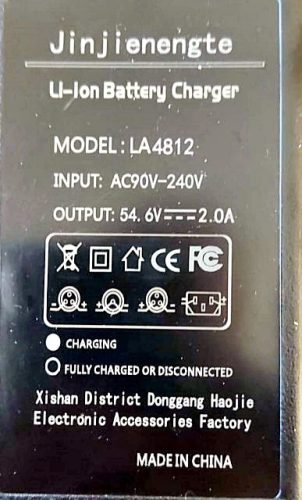 Jinjienengte
Li-Ion Battery Charger
MODEL: LA4812
INPUT: AC90V-240V
OUTPUT: 54.6V⎓2.0A
CE FC
CHARGING
FULLY CHARGED OR DISCONNECTED
Xishan District Donggang Haojie
Electronic Accessories Factory
MADE IN CHINA